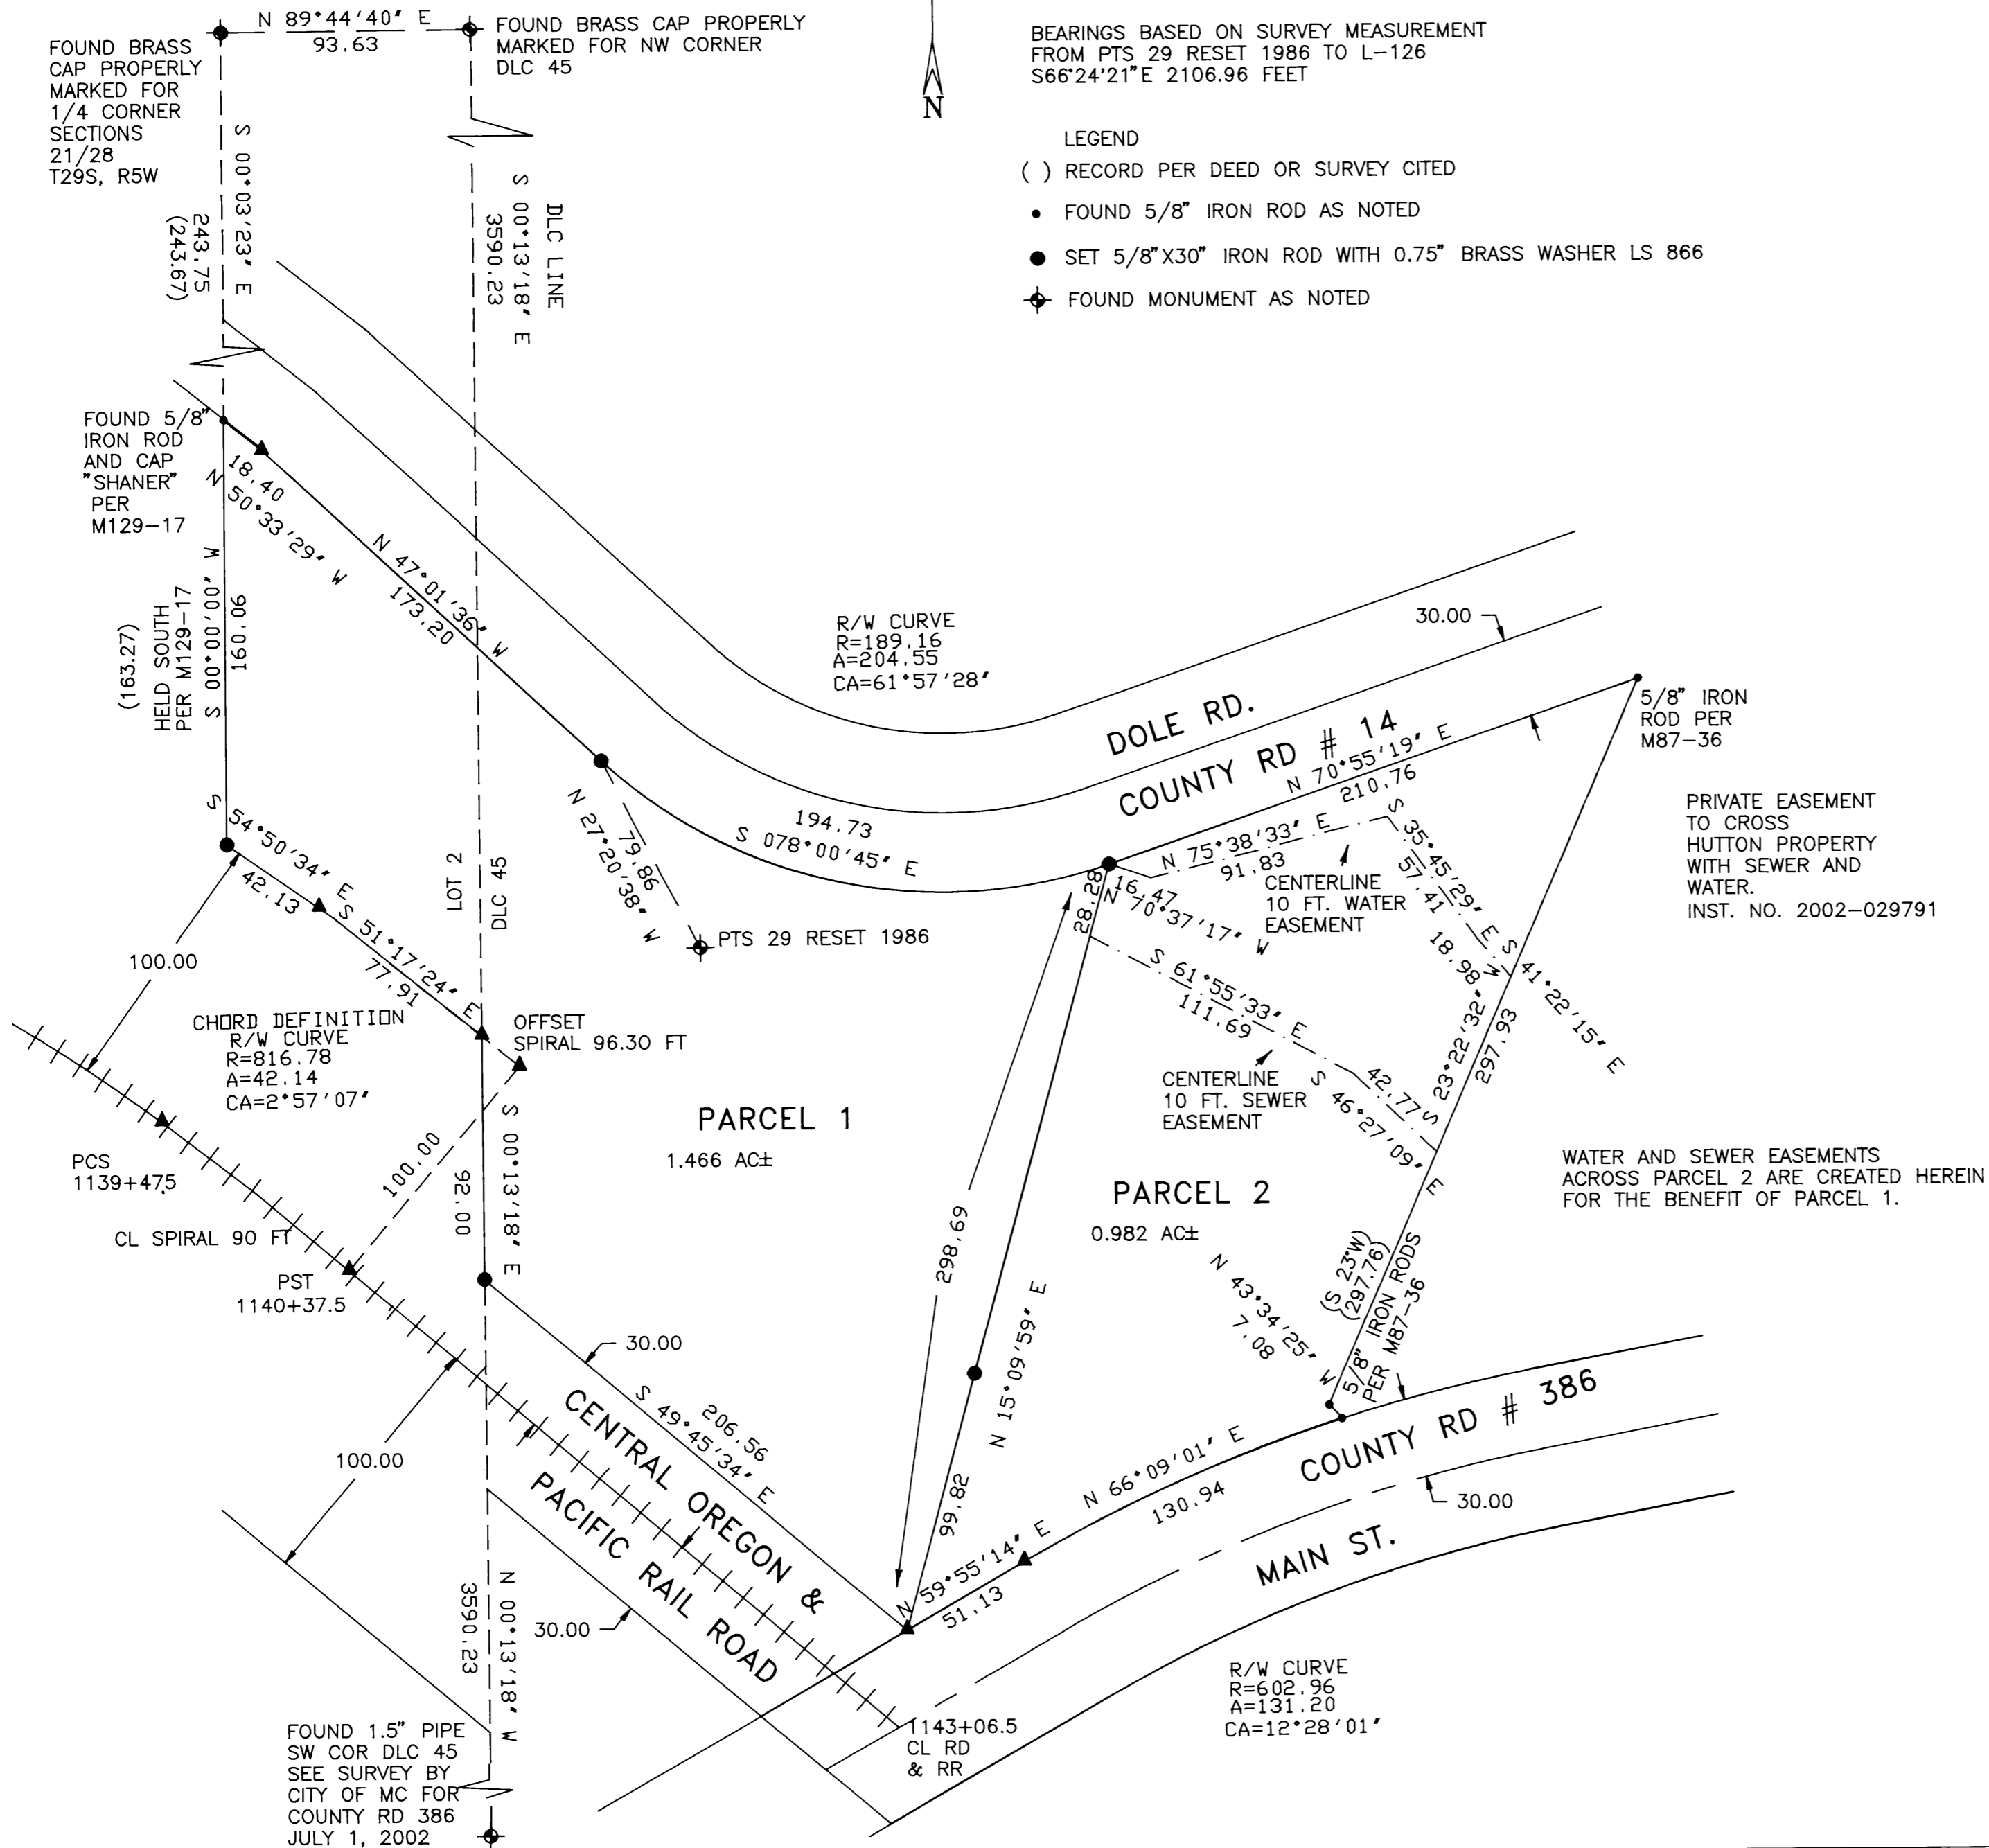 N 89°44'40" E
93.63
FOUND BRASS
CAP PROPERLY
MARKED FOR
1/4 CORNER
SECTIONS
21/28
T29S, R5W
FOUND BRASS CAP PROPERLY
MARKED FOR NW CORNER
DLC 45
N
BEARINGS BASED ON SURVEY MEASUREMENT
FROM PTS 29 RESET 1986 TO L-126
S66°24'21"E 2106.96 FEET
LEGEND
( ) RECORD PER DEED OR SURVEY CITED
FOUND 5/8" IRON ROD AS NOTED
SET 5/8"X30" IRON ROD WITH 0.75" BRASS WASHER LS 866
FOUND MONUMENT AS NOTED
S 00°03'23" E
243.75
(243.67)
DLC LINE
S 00°13'18" E
3590.23
FOUND 5/8"
IRON ROD
AND CAP
"SHANER"
PER
M129-17
18.40
N 50°33'29" W
N 47°01'36" W
173.20
S 00°00'00" W
160.06
HELD SOUTH
PER M129-17
(163.27)
R/W CURVE
R=189.16
A=204.55
CA=61°57'28"
30.00
DOLE RD.
COUNTY RD # 14
N 70°55'19" E
210.76
5/8" IRON
ROD PER
M87-36
194.73
S 078°00'45" E
N 27°20'38" W
79.86
PTS 29 RESET 1986
N 75°38'33" E
91.83
16.47
N 70°37'17" W
28.28
CENTERLINE
10 FT. WATER
EASEMENT
S 35°45'29" E
57.41
S 41°22'15" E
18.98
PRIVATE EASEMENT
TO CROSS
HUTTON PROPERTY
WITH SEWER AND
WATER.
INST. NO. 2002-029791
S 54°50'34" E
42.13
S 51°17'24" E
77.91
100.00
LOT 2
DLC 45
CHORD DEFINITION
R/W CURVE
R=816.78
A=42.14
CA=2°57'07"
OFFSET
SPIRAL 96.30 FT
S 61°55'33" E
111.69
CENTERLINE
10 FT. SEWER
EASEMENT
42.77
S 46°27'09" E
S 23°22'32" W
297.93
PARCEL 1
1.466 AC±
PARCEL 2
0.982 AC±
WATER AND SEWER EASEMENTS
ACROSS PARCEL 2 ARE CREATED HEREIN
FOR THE BENEFIT OF PARCEL 1.
PCS
1139+47.5
CL SPIRAL 90 FT
PST
1140+37.5
100.00
S 00°13'18" E
92.00
298.69
N 15°09'59" E
99.82
N 43°34'25" W
7.08
(S 23°W)
(297.76)
5/8" IRON RODS
PER M87-36
30.00
206.56
S 49°45'34" E
CENTRAL OREGON &
PACIFIC RAIL ROAD
100.00
30.00
N 59°55'14" E
51.13
N 66°09'01" E
130.94
COUNTY RD # 386
30.00
MAIN ST.
N 00°13'18" W
3590.23
R/W CURVE
R=602.96
A=131.20
CA=12°28'01"
1143+06.5
CL RD
& RR
FOUND 1.5" PIPE
SW COR DLC 45
SEE SURVEY BY
CITY OF MC FOR
COUNTY RD 386
JULY 1, 2002